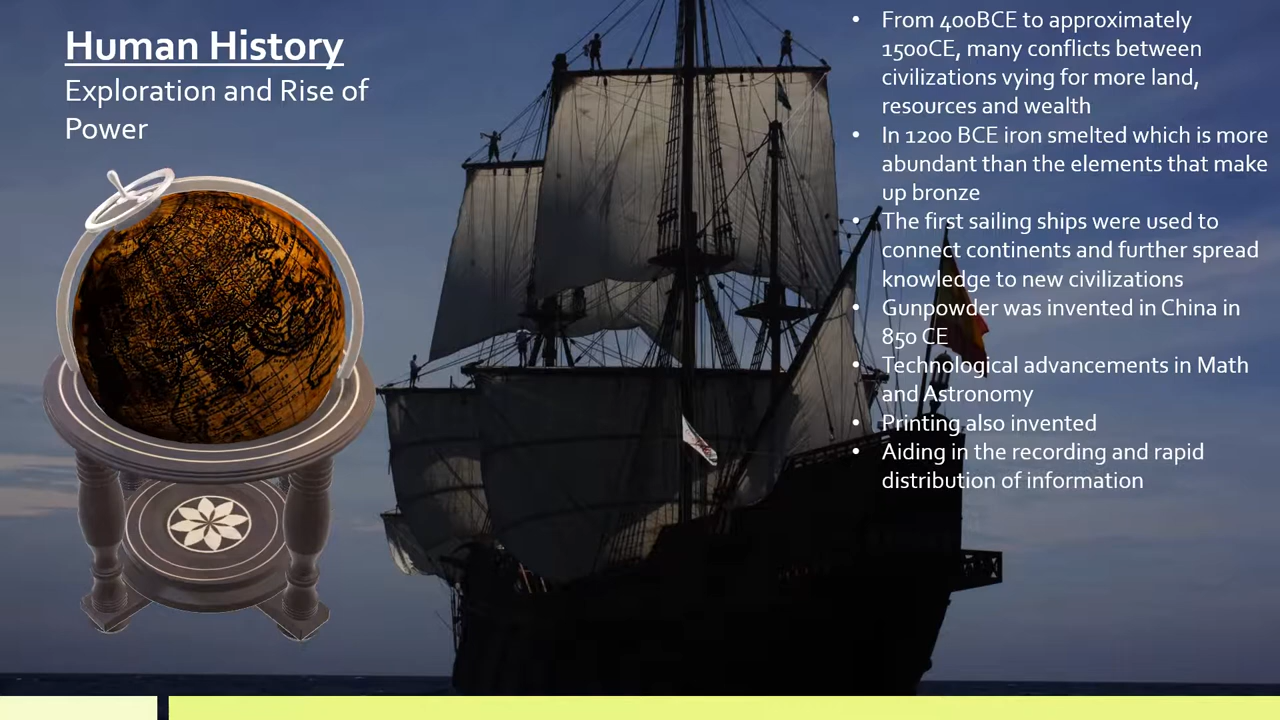 Human History
Exploration and Rise of
Power
• From 400BCE to approximately
1500CE, many conflicts between
civilizations vying for more land,
resources and wealth
• In 1200 BCE iron smelted which is more
abundant than the elements that make
up bronze
• The first sailing ships were used to
connect continents and further spread
knowledge to new civilizations
• Gunpowder was invented in China in
850 CE
• Technological advancements in Math
and Astronomy
• Printing also invented
• Aiding in the recording and rapid
distribution of information